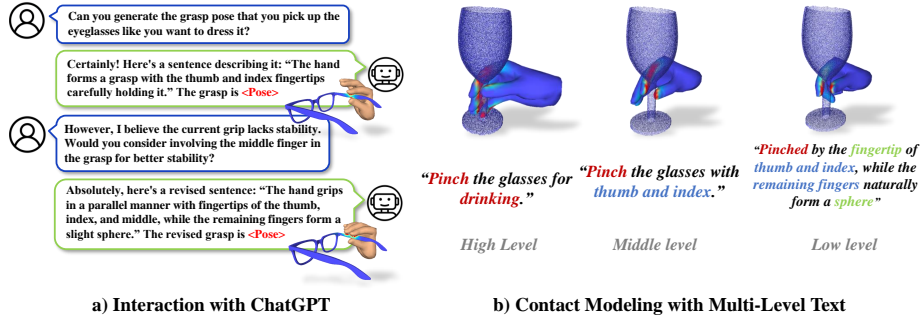 Can you generate the grasp pose that you pick up the
eyeglasses like you want to dress it?
Certainly! Here's a sentence describing it: “The hand
forms a grasp with the thumb and index fingertips
carefully holding it.” The grasp is <Pose>
However, I believe the current grip lacks stability.
Would you consider involving the middle finger in
the grasp for better stability?
Absolutely, here's a revised sentence: “The hand grips
in a parallel manner with fingertips of the thumb,
index, and middle, while the remaining fingers form a
slight sphere.” The revised grasp is <Pose>
a) Interaction with ChatGPT
“Pinch the glasses for
drinking.”
High Level
“Pinch the glasses with
thumb and index.”
Middle level
“Pinched by the fingertip of
thumb and index, while the
remaining fingers naturally
form a sphere”
Low level
b) Contact Modeling with Multi-Level Text